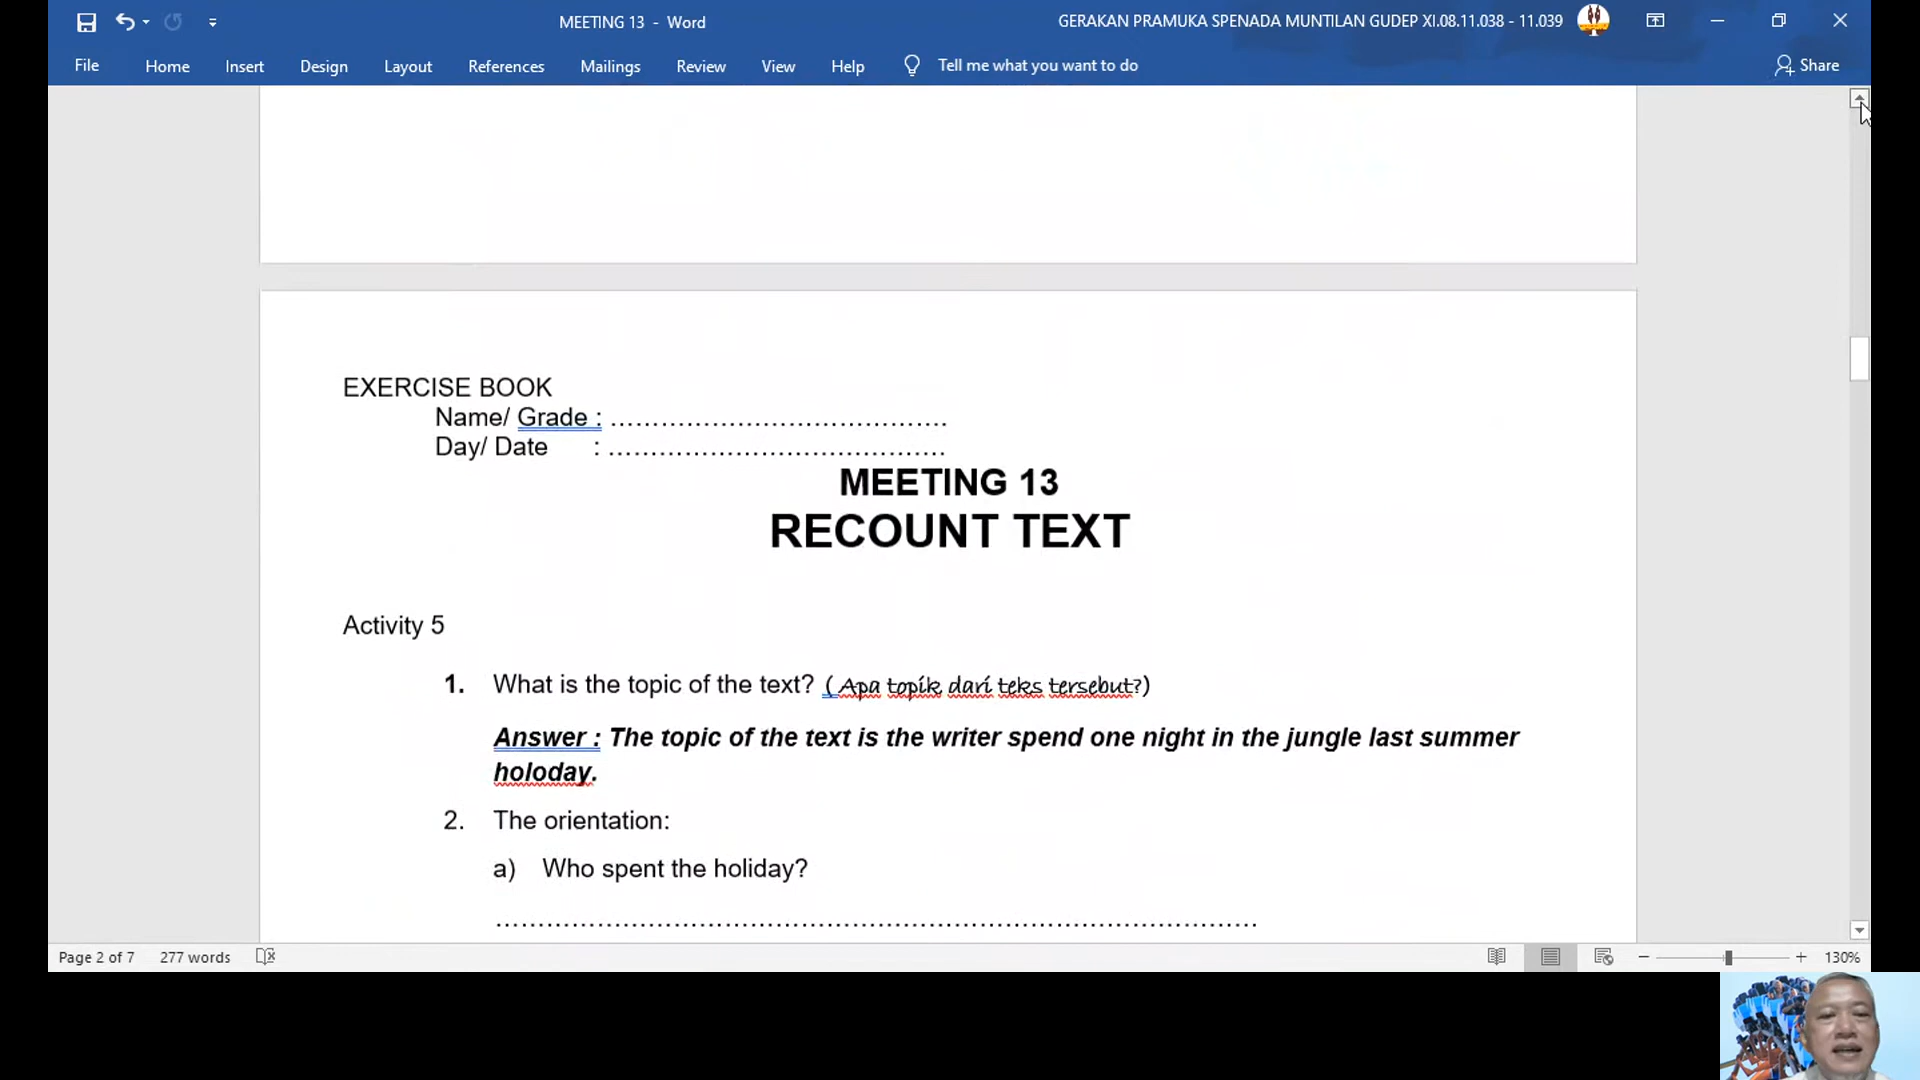 MEETING 13 - Word
GERAKAN PRAMUKA SPENADA MUNTILAN GUDEP XI.08.11.038 - 11.039
File Home Insert Design Layout References Mailings Review View Help Tell me what you want to do Share
EXERCISE BOOK
Name/ Grade : ………………………………….
Day/ Date : ………………………………….
MEETING 13
RECOUNT TEXT
Activity 5
1. What is the topic of the text? (Apa topik dari teks tersebut?)
Answer : The topic of the text is the writer spend one night in the jungle last summer
holoday.
2. The orientation:
a) Who spent the holiday?
………………………………………………………………………………
Page 2 of 7 277 words 130%